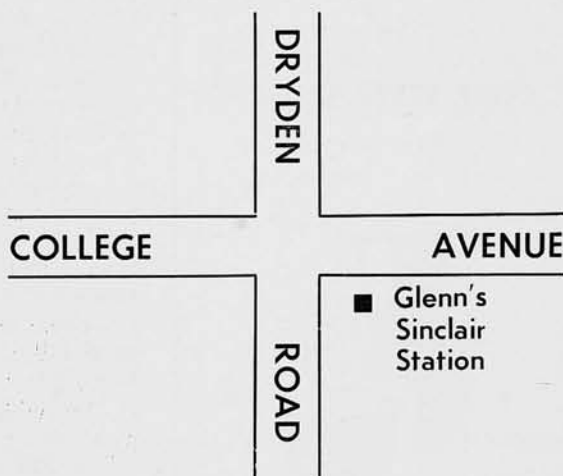 DRYDEN
COLLEGE AVENUE
Glenn's
Sinclair
Station
ROAD